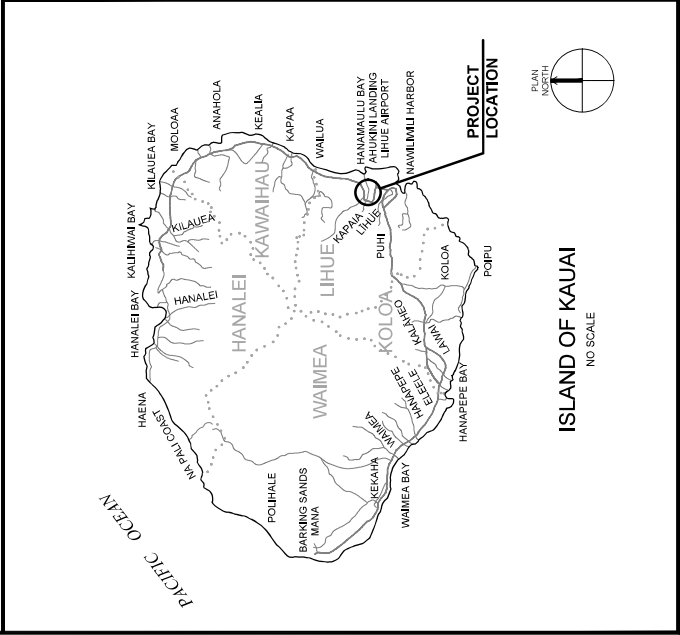 PLAN
NORTH
PROJECT
LOCATION
KILAUEA BAY
MOLOAA
ANAHOLA
KEALIA
KAPAA
WAILUA
HANAMAULU BAY
AHUKINI LANDING
LIHUE AIRPORT
NAWILIWILI HARBOR
KALIHIWAI BAY
HANALEI BAY
HAENA
NA PALI COAST
PACIFIC OCEAN
KILAUEA
HANALEI
KAWAIHAU
HANALEI
LIHUE
KAPAIA
LIHUE
PUHI
KOLOA
POIPU
KOLOA
WAIMEA
KALAHEO
LAWAI
ELEELE
HANAPEPE
WAIMEA
HANAPEPE BAY
KEKAHA
WAIMEA BAY
POLIHALE
BARKING SANDS
MANA
ISLAND OF KAUAI
NO SCALE